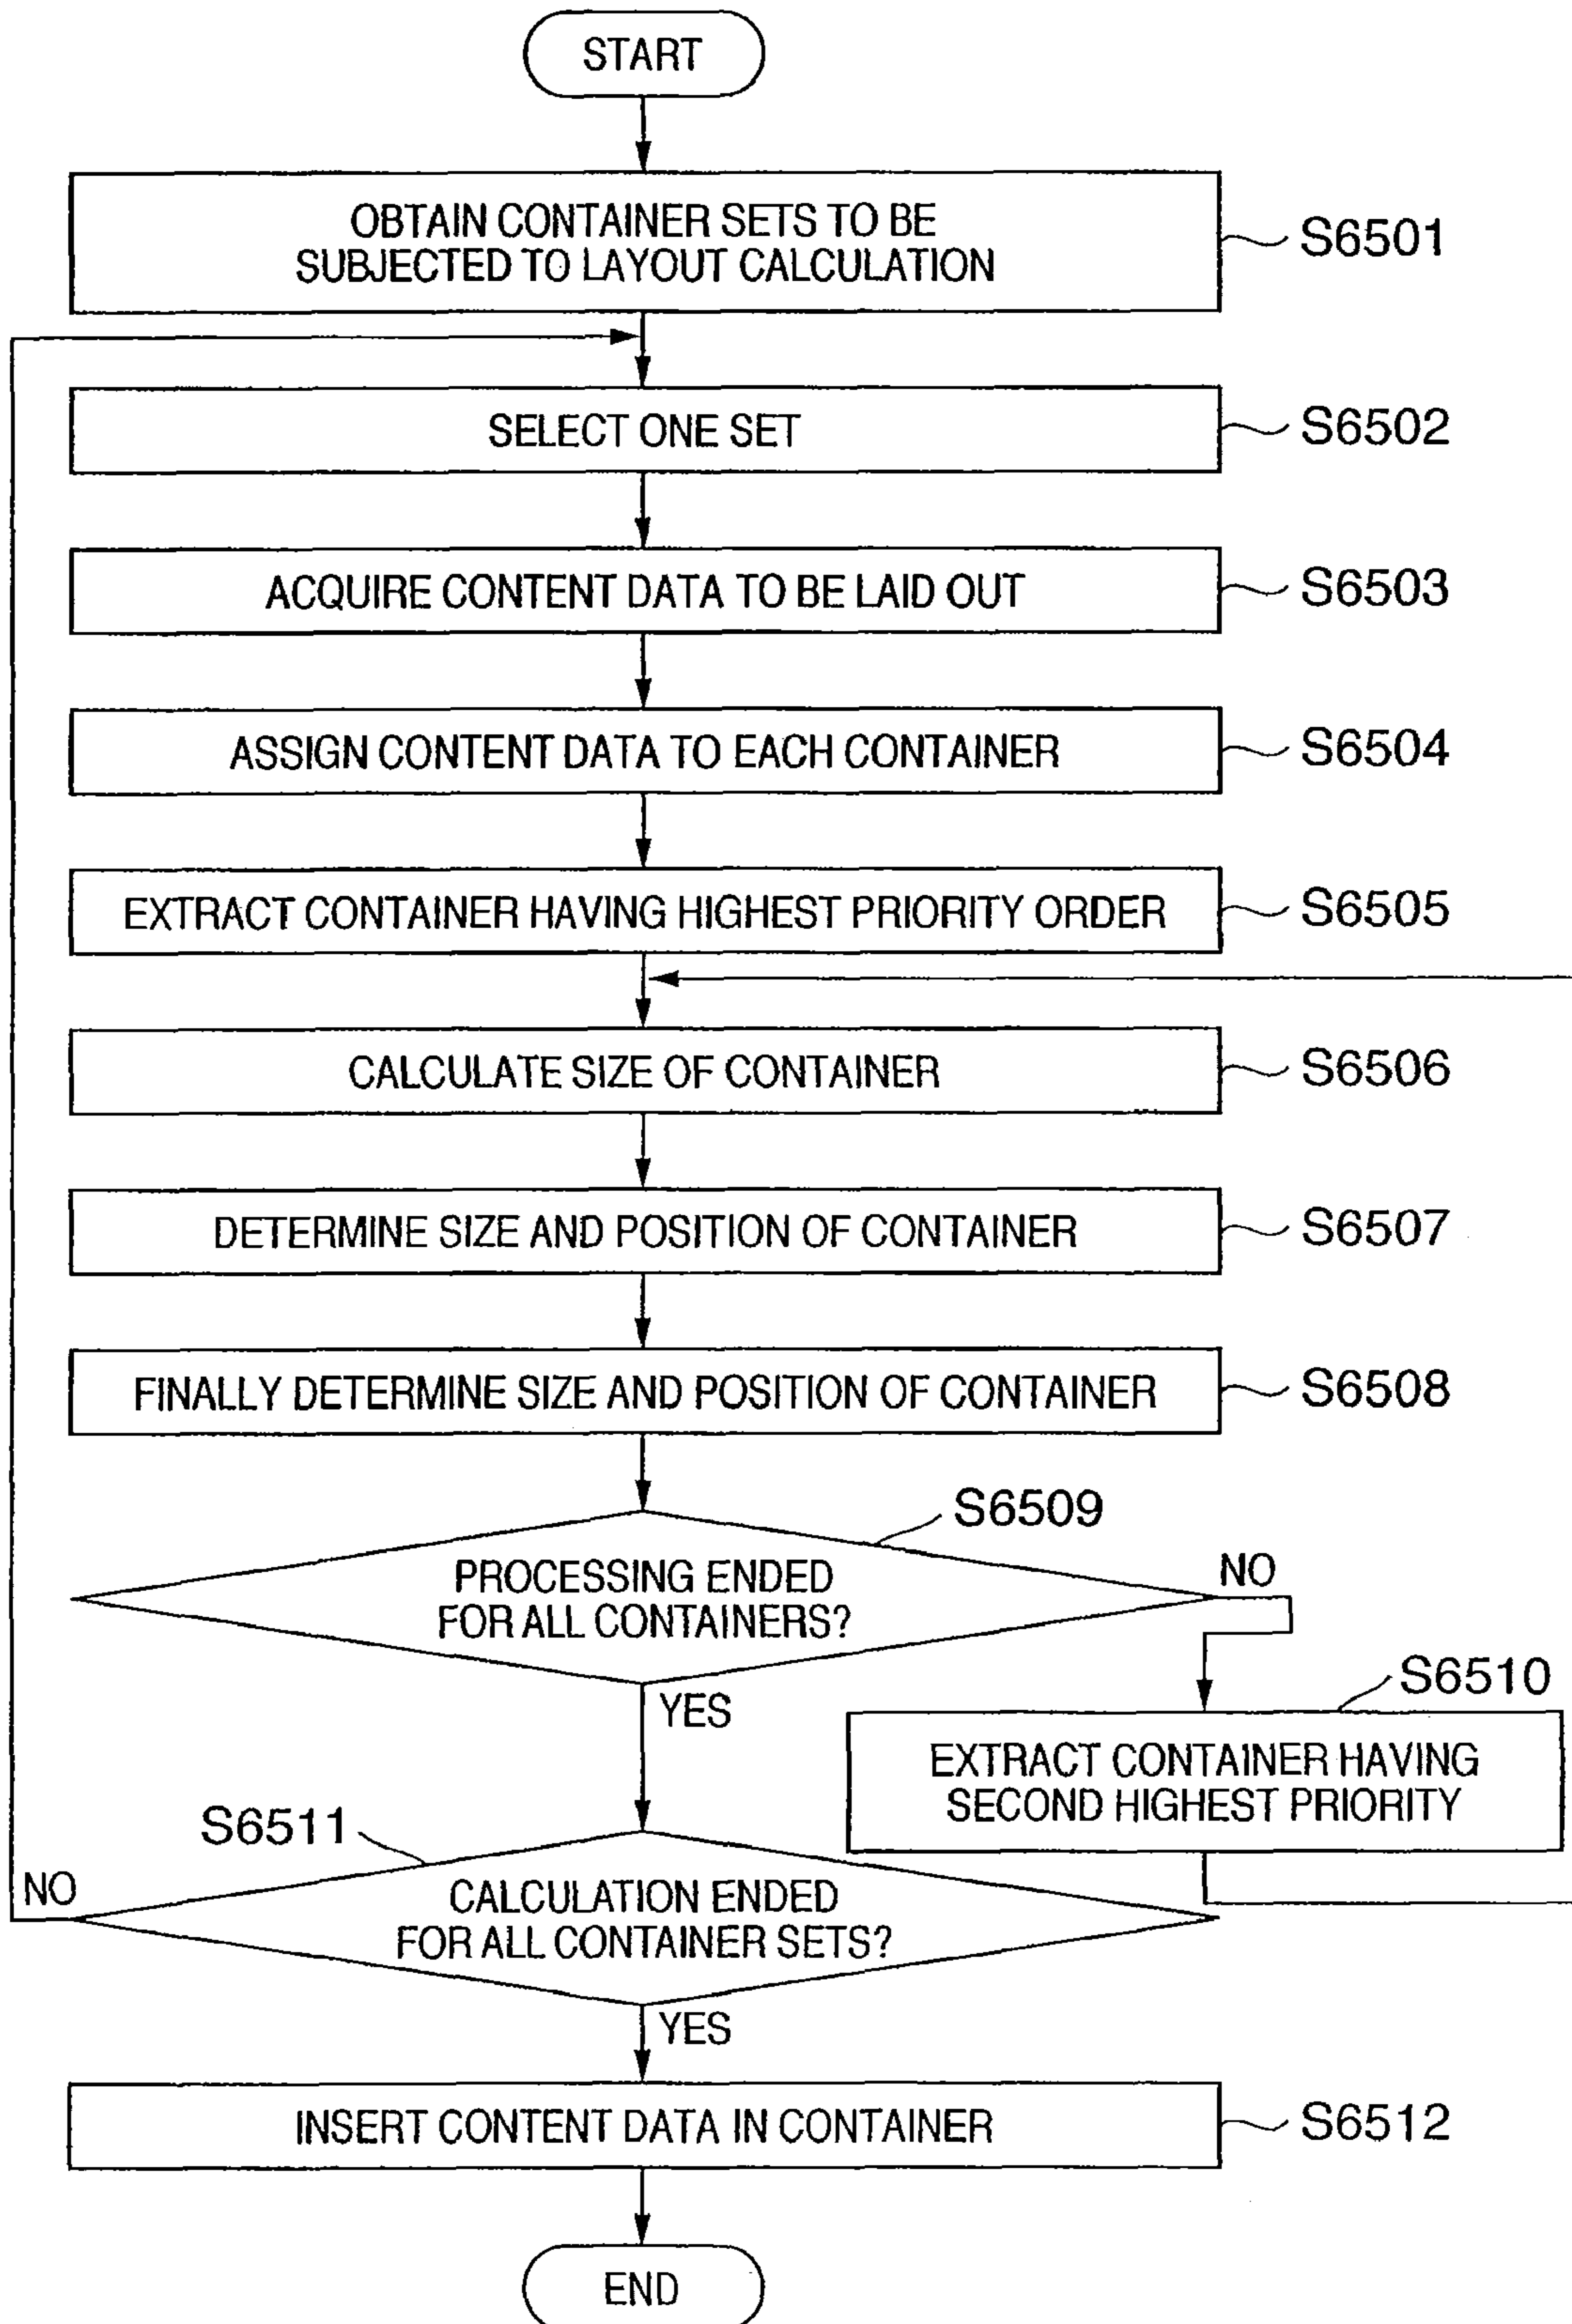 START
OBTAIN CONTAINER SETS TO BE
SUBJECTED TO LAYOUT CALCULATION
S6501
SELECT ONE SET
S6502
ACQUIRE CONTENT DATA TO BE LAID OUT
S6503
ASSIGN CONTENT DATA TO EACH CONTAINER
S6504
EXTRACT CONTAINER HAVING HIGHEST PRIORITY ORDER
S6505
CALCULATE SIZE OF CONTAINER
S6506
DETERMINE SIZE AND POSITION OF CONTAINER
S6507
FINALLY DETERMINE SIZE AND POSITION OF CONTAINER
S6508
S6509
PROCESSING ENDED
FOR ALL CONTAINERS?
NO
YES
S6510
EXTRACT CONTAINER HAVING
SECOND HIGHEST PRIORITY
S6511
NO
CALCULATION ENDED
FOR ALL CONTAINER SETS?
YES
INSERT CONTENT DATA IN CONTAINER
S6512
END